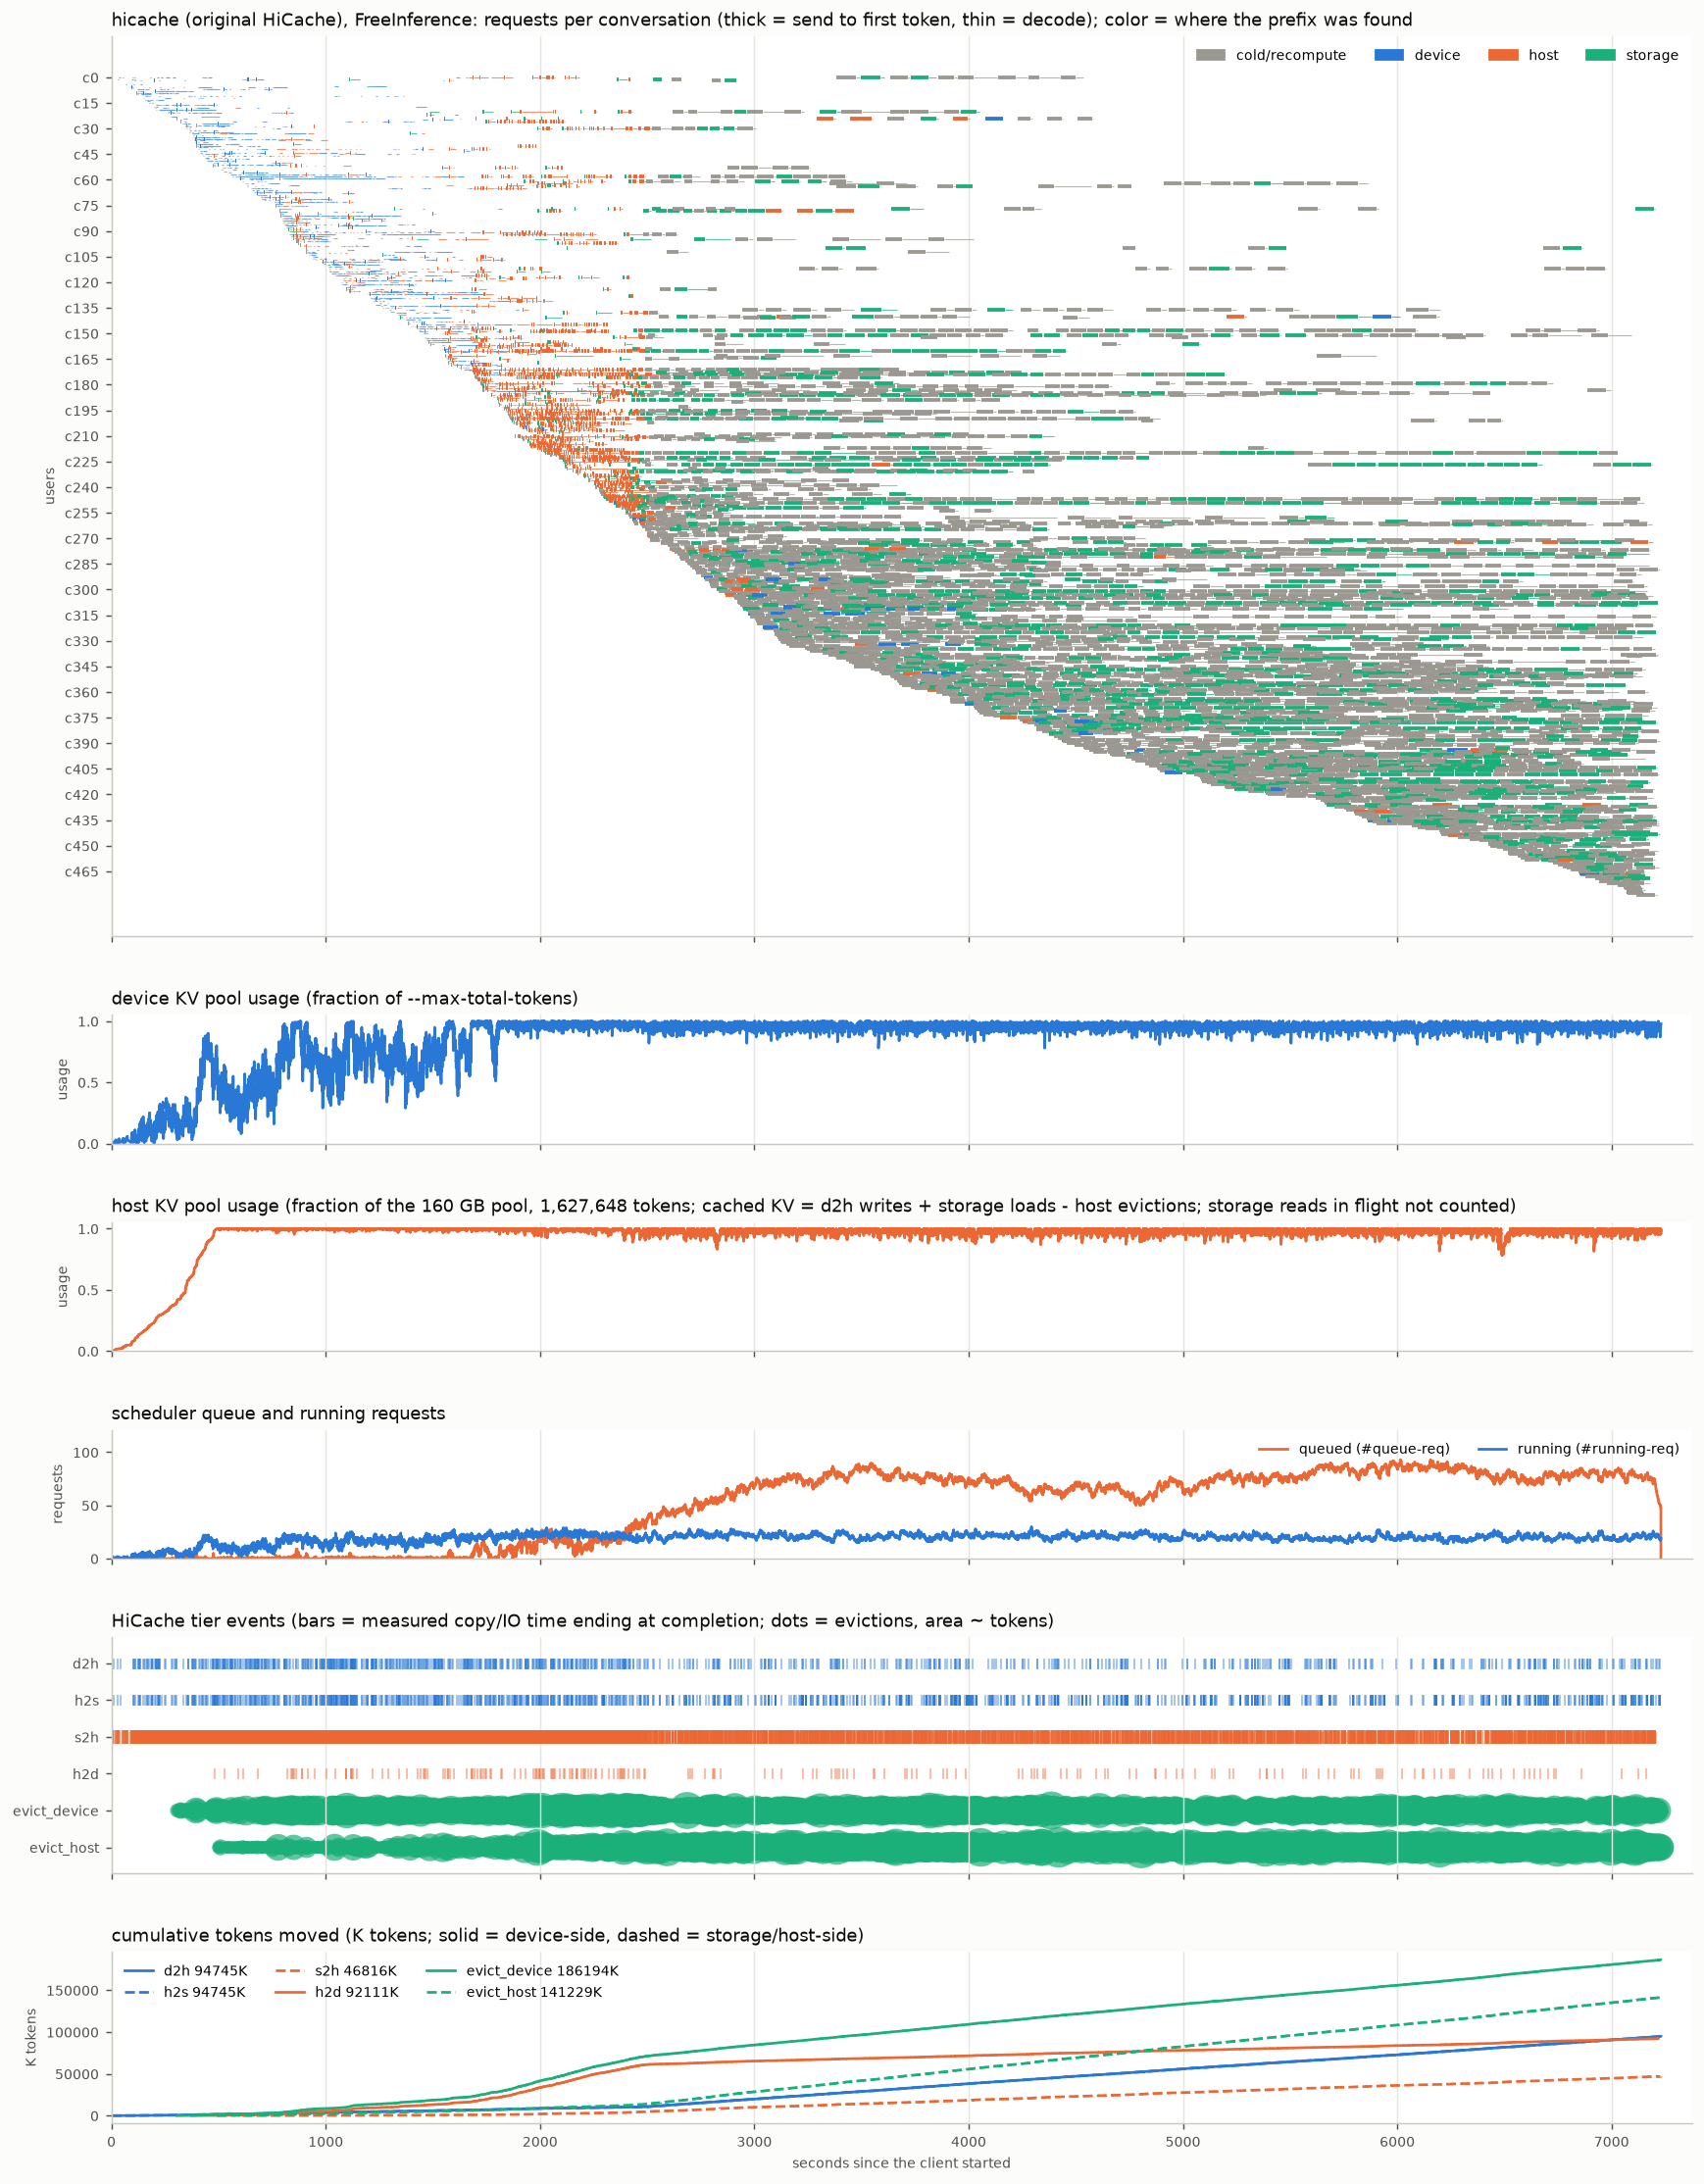 hicache (original HiCache), FreeInference: requests per conversation (thick = send to first token, thin = decode); color = where the prefix was found
cold/recompute device host storage
c0
c15
c30
c45
c60
c75
c90
c105
c120
c135
c150
c165
c180
c195
c210
c225
c240
c255
c270
c285
c300
c315
c330
c345
c360
c375
c390
c405
c420
c435
c450
c465
users
device KV pool usage (fraction of --max-total-tokens)
1.0
0.5
0.0
usage
host KV pool usage (fraction of the 160 GB pool, 1,627,648 tokens; cached KV = d2h writes + storage loads - host evictions; storage reads in flight not counted)
1.0
0.5
0.0
usage
scheduler queue and running requests
queued (#queue-req) running (#running-req)
100
50
0
requests
HiCache tier events (bars = measured copy/IO time ending at completion; dots = evictions, area ~ tokens)
d2h
h2s
s2h
h2d
evict_device
evict_host
cumulative tokens moved (K tokens; solid = device-side, dashed = storage/host-side)
d2h 94745K s2h 46816K evict_device 186194K
h2s 94745K h2d 92111K evict_host 141229K
150000
100000
50000
0
K tokens
0 1000 2000 3000 4000 5000 6000 7000
seconds since the client started